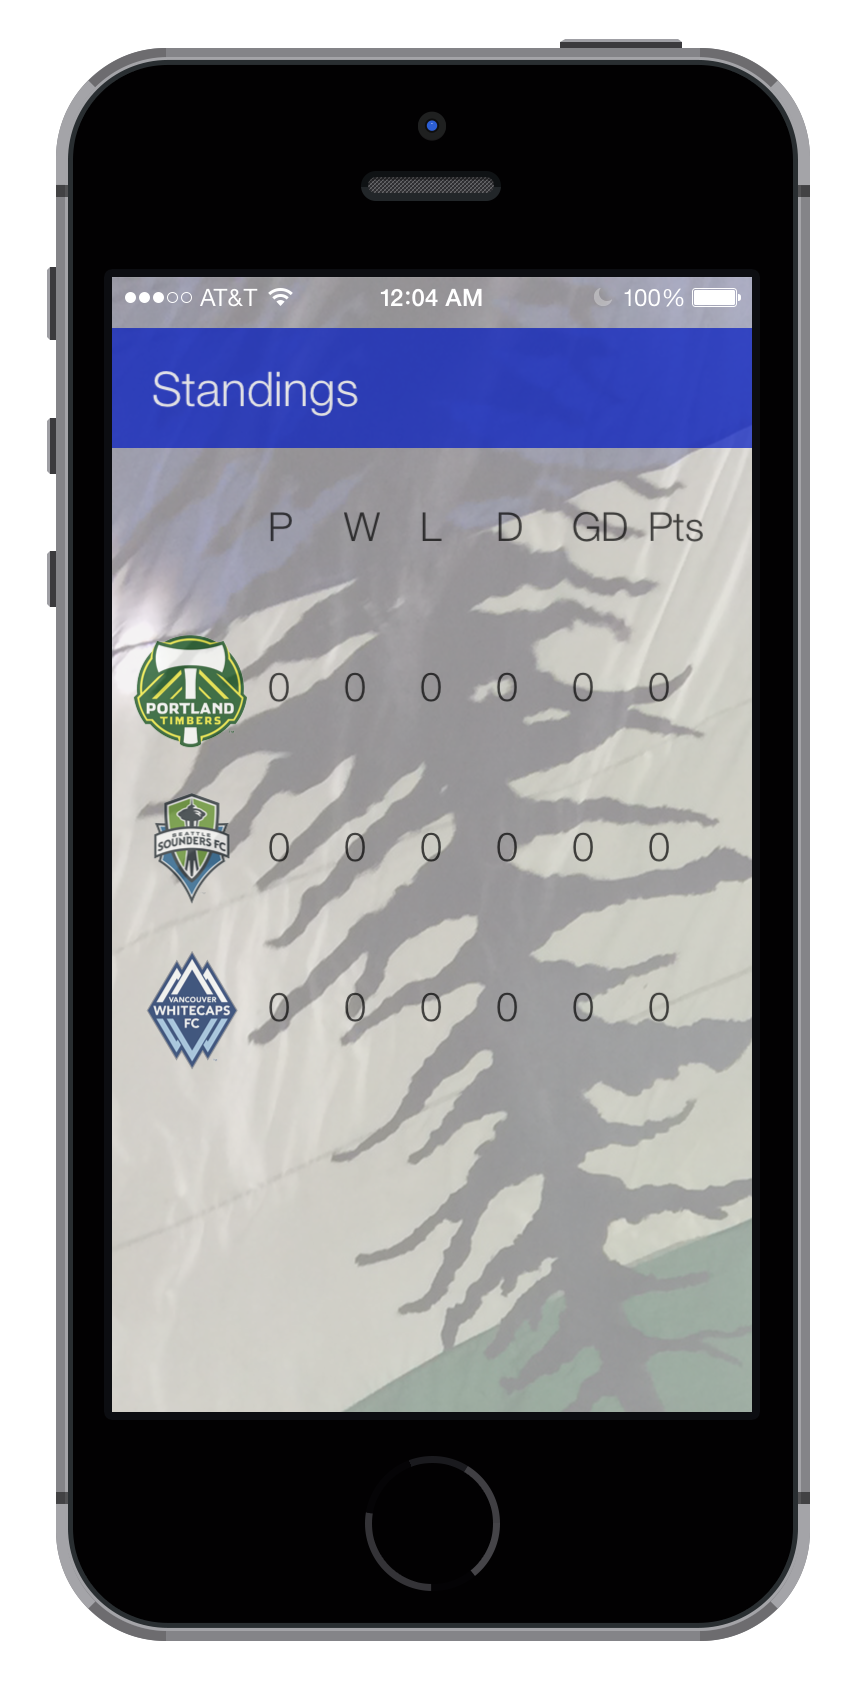 AT&T 12:04 AM 100%
Standings
P W L D GD Pts
PORTLAND
TIMBERS
0 0 0 0 0 0
SEATTLE
SOUNDERS FC
0 0 0 0 0 0
VANCOUVER
WHITECAPS
FC
0 0 0 0 0 0